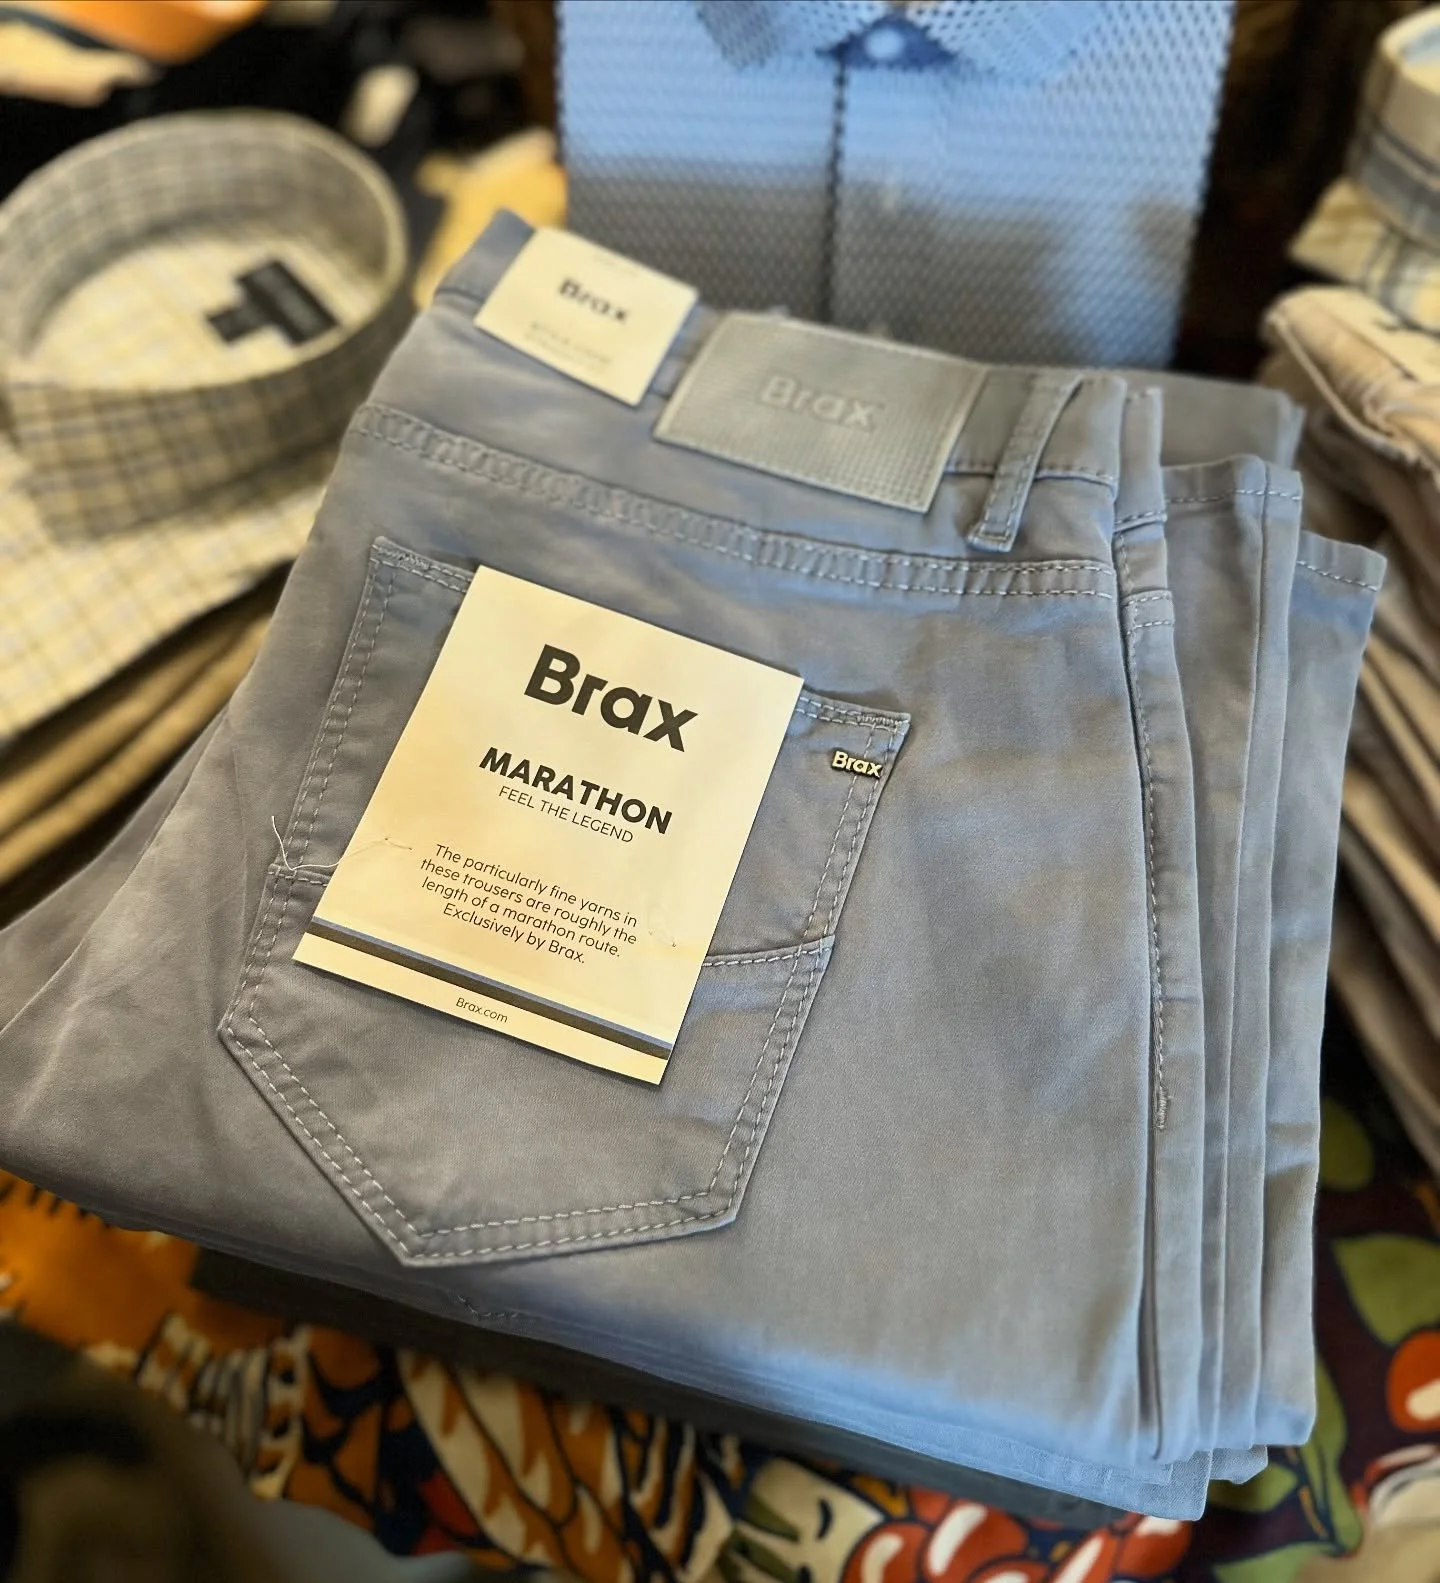 Brax
Brax
Brax
MARATHON
FEEL THE LEGEND
Brax
The particularly fine yarns in
these trousers are roughly the
length of a marathon route.
Exclusively by Brax.
Brax.com